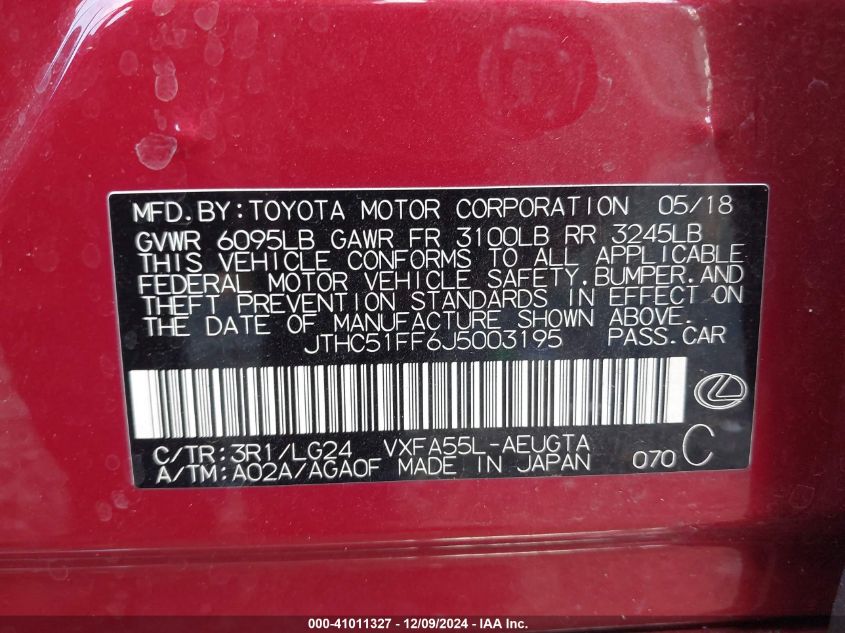 MFD.BY:TOYOTA MOTOR CORPORATION 05/18
GVWR 6095LB GAWR FR 3100LB RR 3245LB
THIS VEHICLE CONFORMS TO ALL APPLICABLE
FEDERAL MOTOR VEHICLE SAFETY,BUMPER,AND
THEFT PREVENTION STANDARDS IN EFFECT ON
THE DATE OF MANUFACTURE SHOWN ABOVE.
JTHC51FF6J5003195 PASS.CAR
C/TR:3R1/LG24 VXFA55L-AEUGTA
A/TM:A02A/AGA0F MADE IN JAPAN 070 C
000-41011327 - 12/09/2024 - IAA Inc.